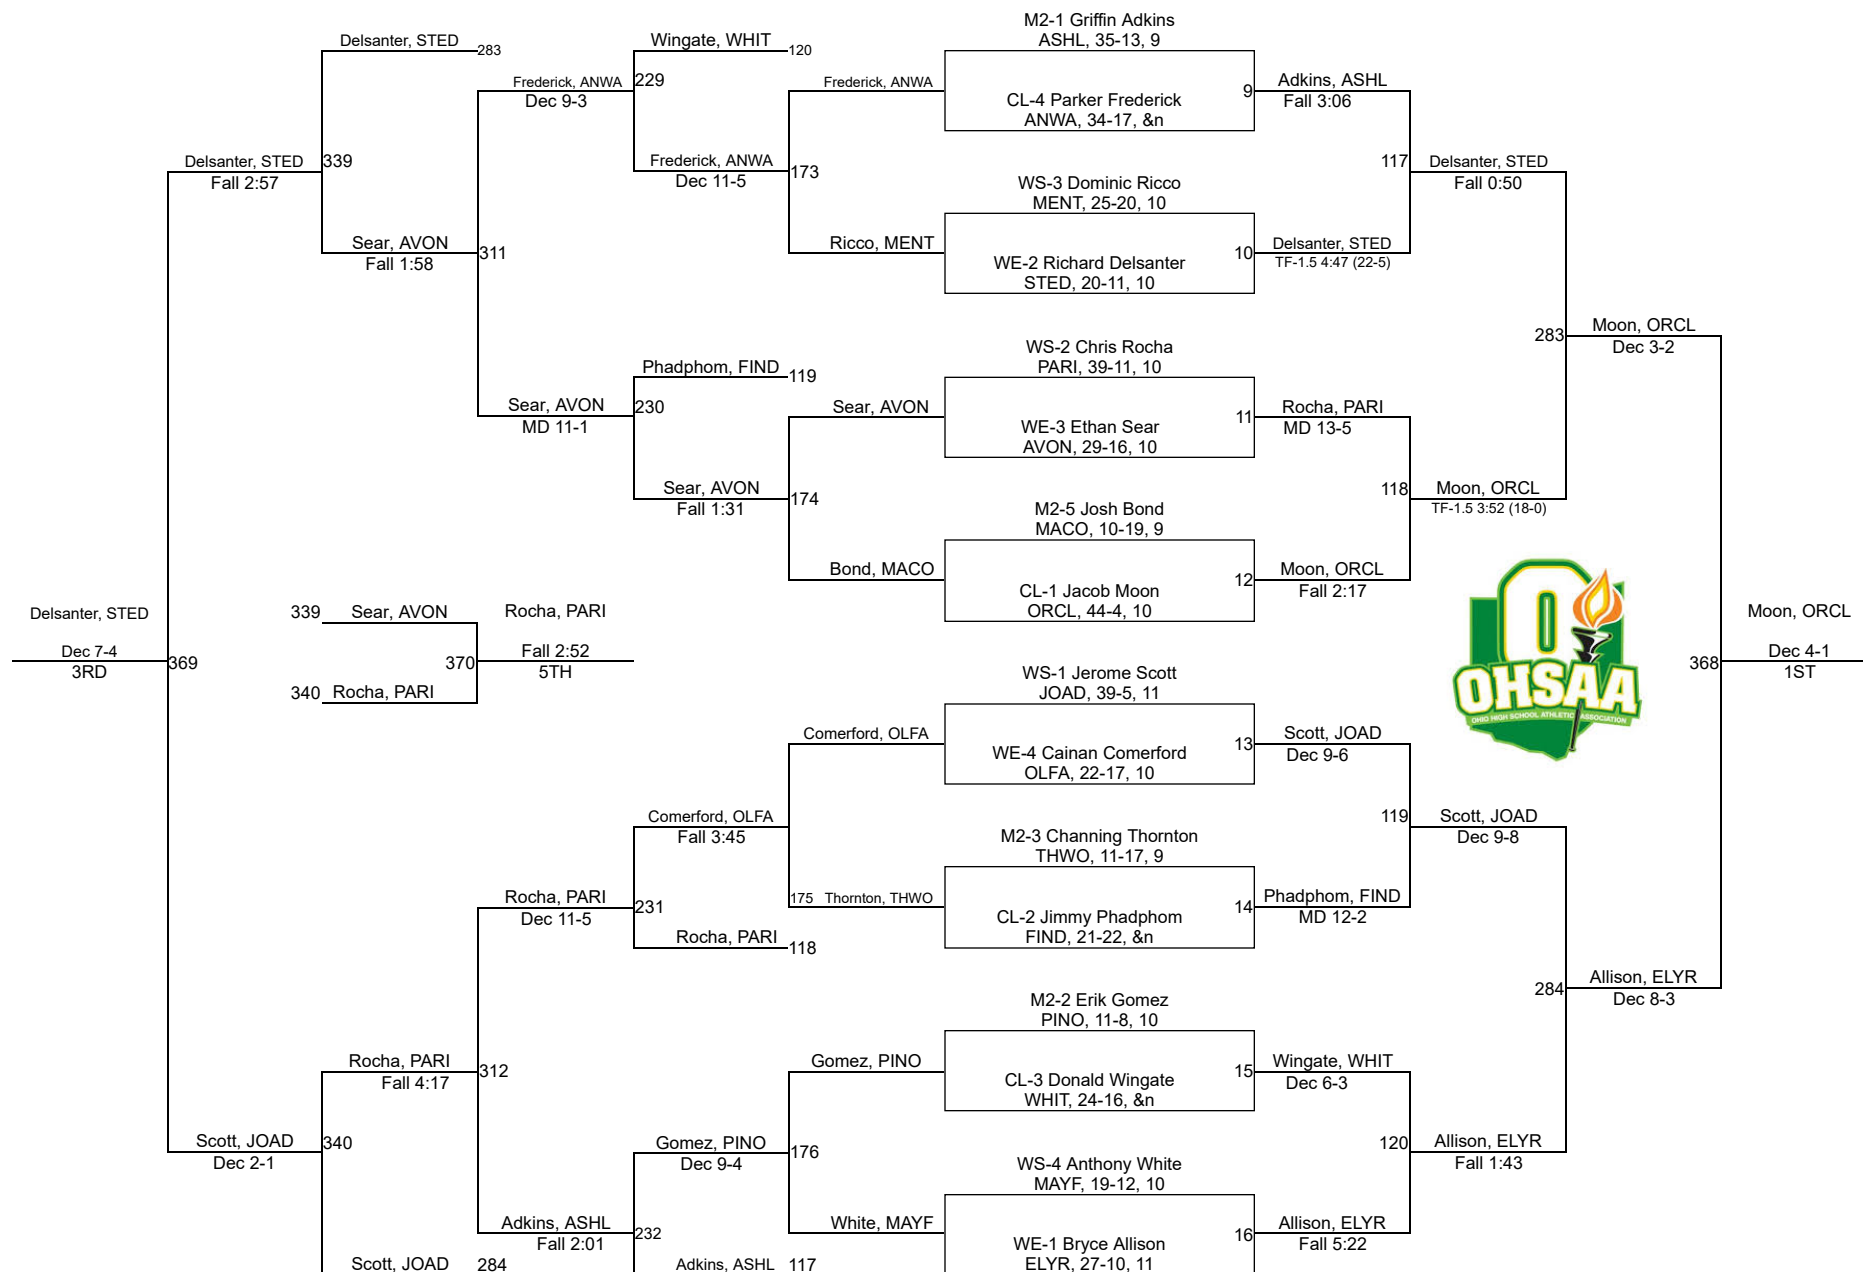 M2-1 Griffin Adkins
Delsanter, STED
283
Wingate, WHIT
120
ASHL, 35-13, 9
Frederick, ANWA
229
Dec 9-3
Frederick, ANWA
9
Adkins, ASHL
Fall 3:06
CL-4 Parker Frederick
ANWA, 34-17, &n
Delsanter, STED
339
Fall 2:57
Frederick, ANWA
173
Dec 11-5
117
Delsanter, STED
Fall 0:50
WS-3 Dominic Ricco
MENT, 25-20, 10
Sear, AVON
311
Fall 1:58
Ricco, MENT
WE-2 Richard Delsanter
STED, 20-11, 10
10
Delsanter, STED
TF-1.5 4:47 (22-5)
283
Moon, ORCL
Dec 3-2
WS-2 Chris Rocha
PARI, 39-11, 10
Phadphom, FIND
119
Sear, AVON
230
MD 11-1
Sear, AVON
WE-3 Ethan Sear
AVON, 29-16, 10
11
Rocha, PARI
MD 13-5
Sear, AVON
174
Fall 1:31
118
Moon, ORCL
TF-1.5 3:52 (18-0)
M2-5 Josh Bond
MACO, 10-19, 9
Bond, MACO
CL-1 Jacob Moon
ORCL, 44-4, 10
12
Moon, ORCL
Fall 2:17
Delsanter, STED
Dec 7-4
3RD
369
339
Sear, AVON
340
Rocha, PARI
370
Rocha, PARI
Fall 2:52
5TH
O
OHSAA
OHIO HIGH SCHOOL ATHLETIC ASSOCIATION
368
Moon, ORCL
Dec 4-1
1ST
WS-1 Jerome Scott
JOAD, 39-5, 11
Comerford, OLFA
WE-4 Cainan Comerford
OLFA, 22-17, 10
13
Scott, JOAD
Dec 9-6
Comerford, OLFA
Fall 3:45
119
Scott, JOAD
Dec 9-8
M2-3 Channing Thornton
THWO, 11-17, 9
Rocha, PARI
231
Dec 11-5
175
Thornton, THWO
CL-2 Jimmy Phadphom
FIND, 21-22, &n
14
Phadphom, FIND
MD 12-2
Rocha, PARI
118
284
Allison, ELYR
Dec 8-3
M2-2 Erik Gomez
PINO, 11-8, 10
Rocha, PARI
312
Fall 4:17
Gomez, PINO
CL-3 Donald Wingate
WHIT, 24-16, &n
15
Wingate, WHIT
Dec 6-3
Scott, JOAD
340
Dec 2-1
Gomez, PINO
176
Dec 9-4
120
Allison, ELYR
Fall 1:43
WS-4 Anthony White
MAYF, 19-12, 10
Adkins, ASHL
232
Fall 2:01
White, MAYF
WE-1 Bryce Allison
ELYR, 27-10, 11
16
Allison, ELYR
Fall 5:22
Scott, JOAD
284
Adkins, ASHL
117